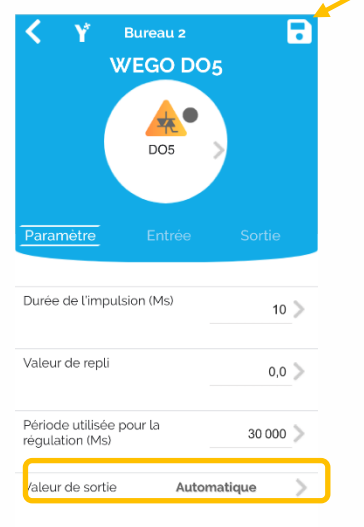 Bureau 2
WEGO DO5
DO5
Paramètre Entrée Sortie
Durée de l'impulsion (Ms)
10
Valeur de repli
0,0
Période utilisée pour la
régulation (Ms)
30 000
Valeur de sortie Automatique